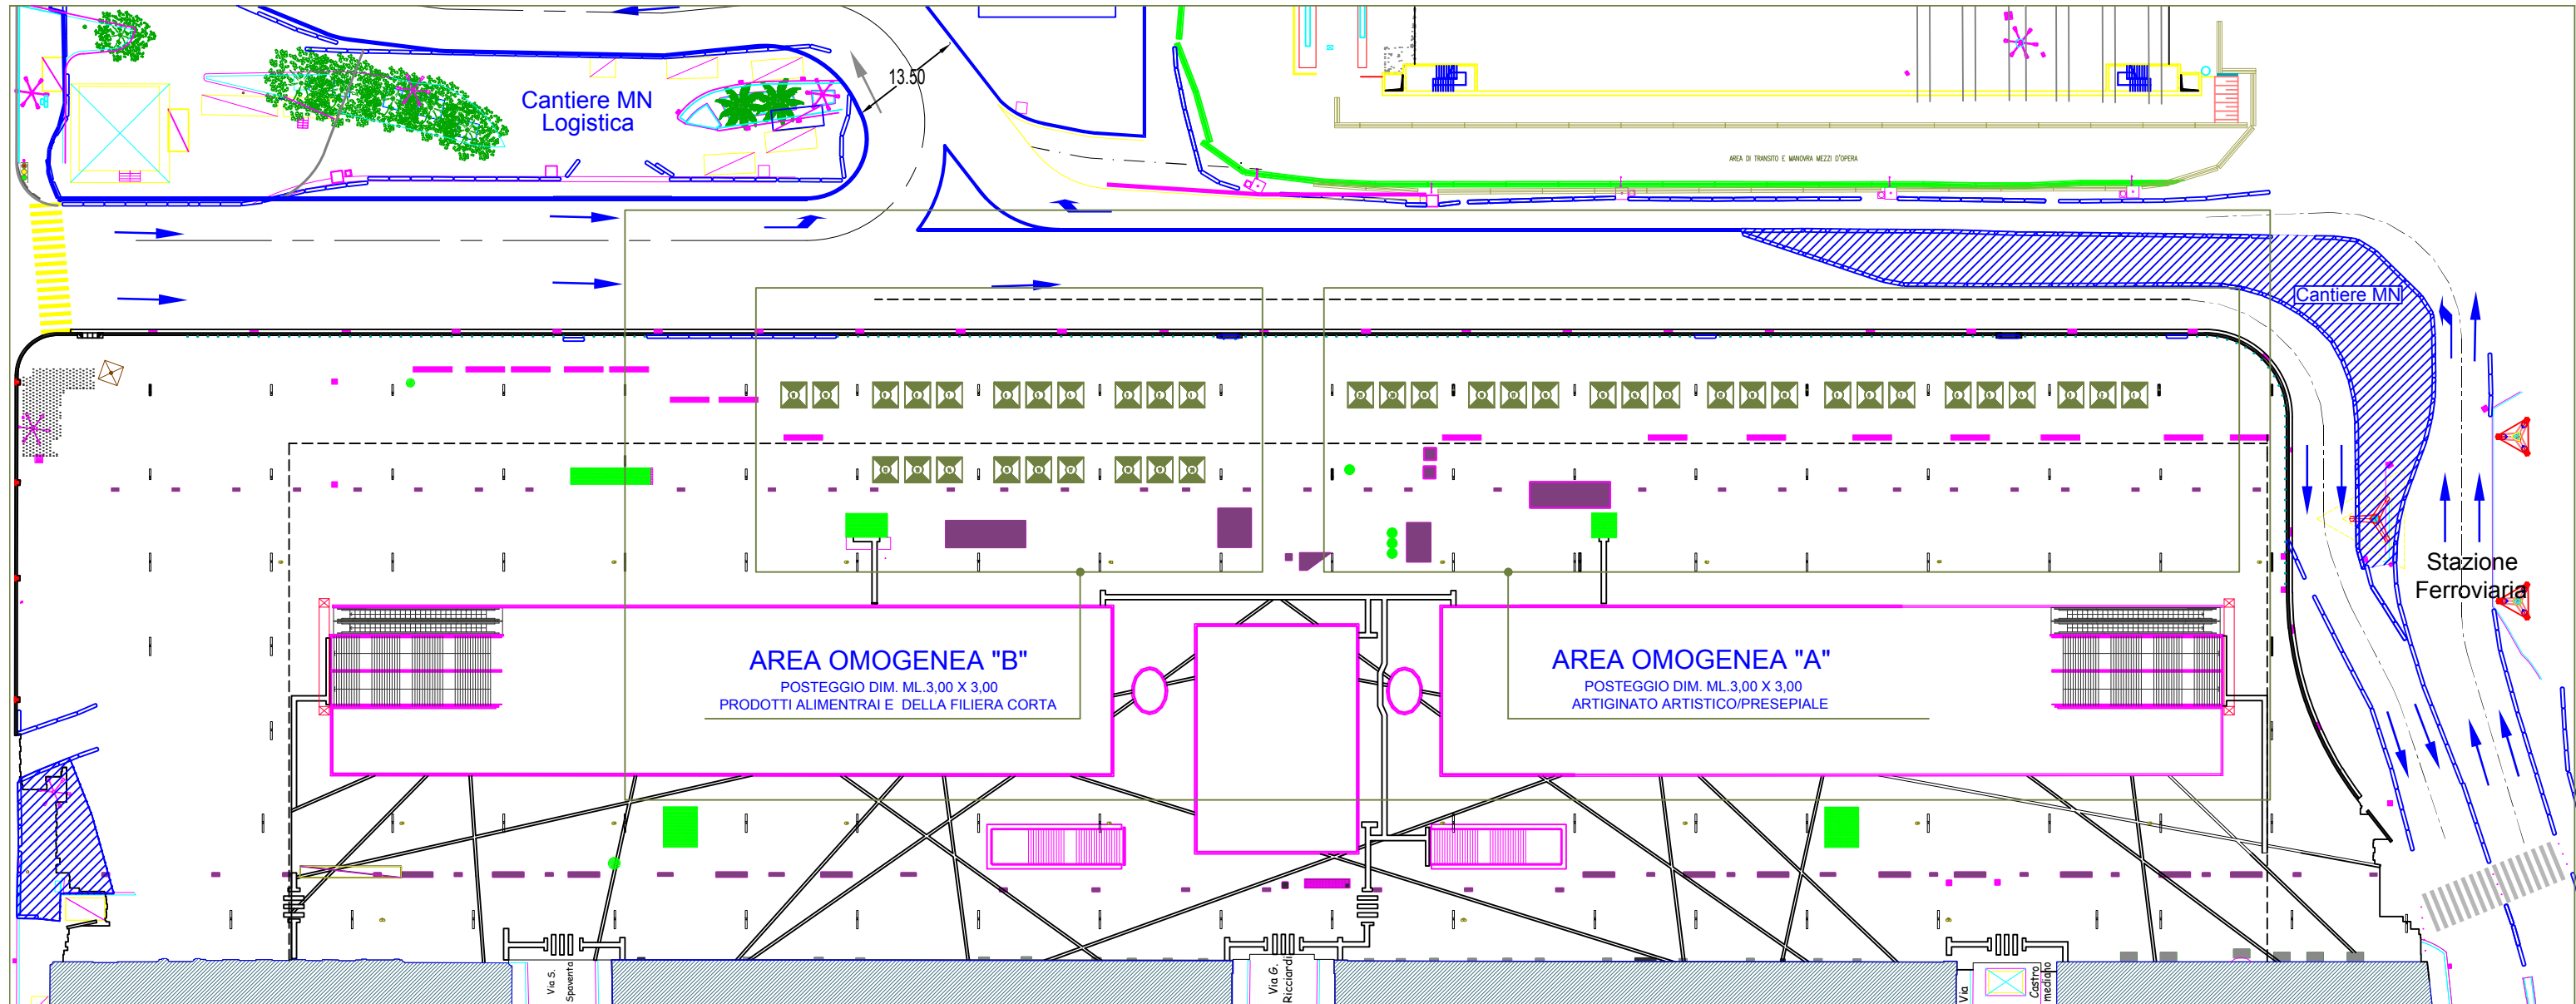 13.50
Cantiere MN
Logistica
AREA DI TRANSITO E MANOVRA MEZZI D'OPERA
Cantiere MN
Stazione
Ferroviaria
AREA OMOGENEA "B"
POSTEGGIO DIM. ML.3,00 X 3,00
PRODOTTI ALIMENTRAI E DELLA FILIERA CORTA
AREA OMOGENEA "A"
POSTEGGIO DIM. ML.3,00 X 3,00
ARTIGINATO ARTISTICO/PRESEPIALE
Via S.
Spaventa
Via G.
Ricciardi
Via
Castro
mediano